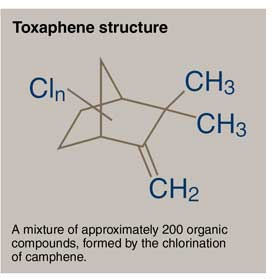 Toxaphene structure
Cln
CH3
CH3
CH2
A mixture of approximately 200 organic
compounds, formed by the chlorination
of camphene.